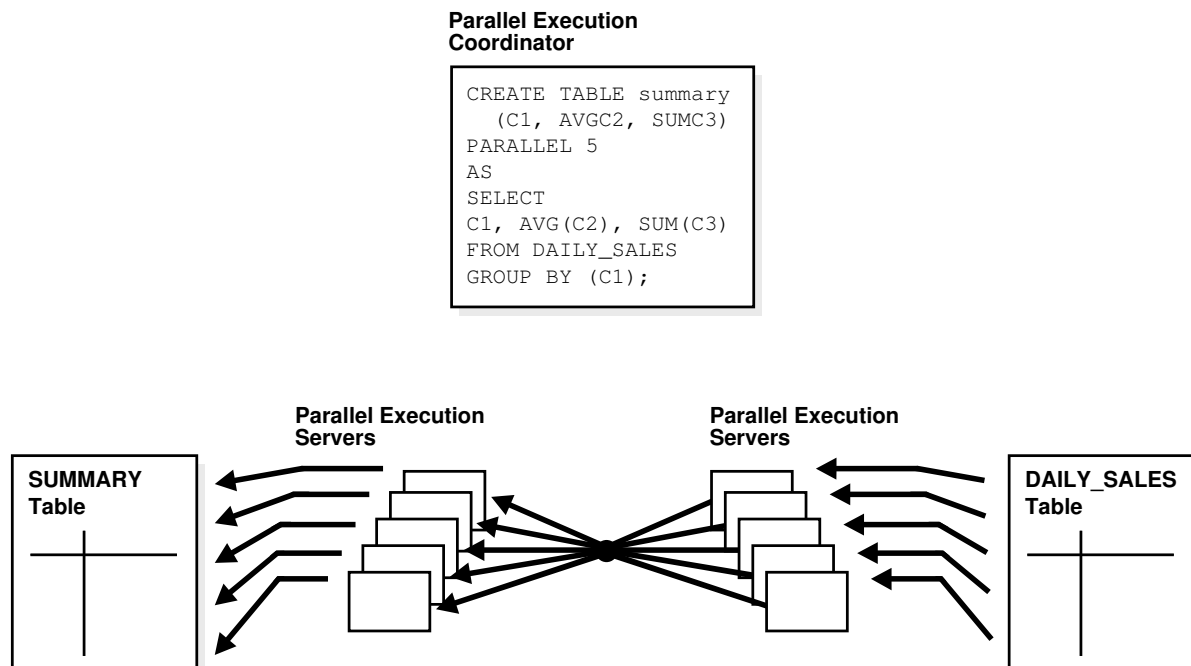 Parallel Execution
Coordinator
CREATE TABLE summary
(C1, AVGC2, SUMC3)
PARALLEL 5
AS
SELECT
C1, AVG(C2), SUM(C3)
FROM DAILY_SALES
GROUP BY (C1);
Parallel Execution
Servers
Parallel Execution
Servers
SUMMARY
Table
DAILY_SALES
Table